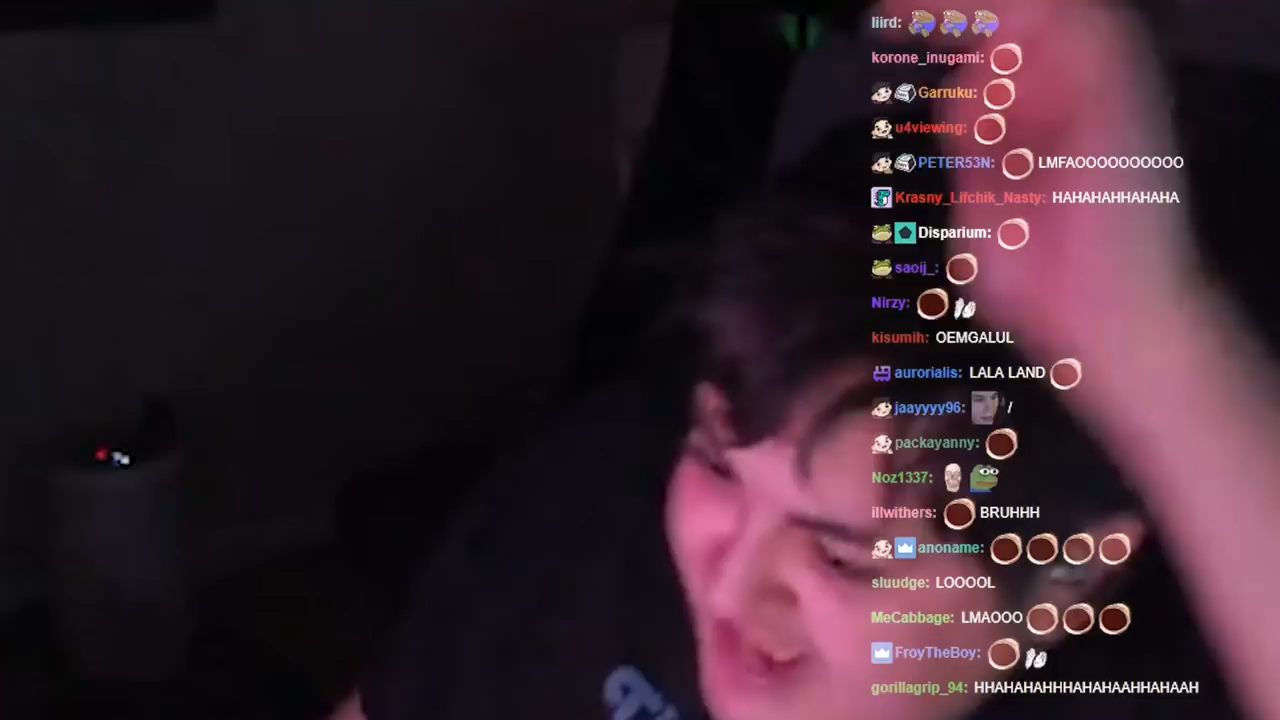 liird:
korone_inugami:
Garruku:
u4viewing:
PETER53N: LMFAOOOOOOOOOO
Krasny_Lifchik_Nasty: HAHAHAHHAHAHA
Disparium:
saoij_:
Nirzy:
kisumih: OEMGALUL
aurorialis: LALA LAND
jaayyyy96: /
packayanny:
Noz1337:
illwithers: BRUHHH
anoname:
sluudge: LOOOOL
MeCabbage: LMAOOO
FroyTheBoy:
gorillagrip_94: HHAHAHAHHHAHAHAAHHAHAAH